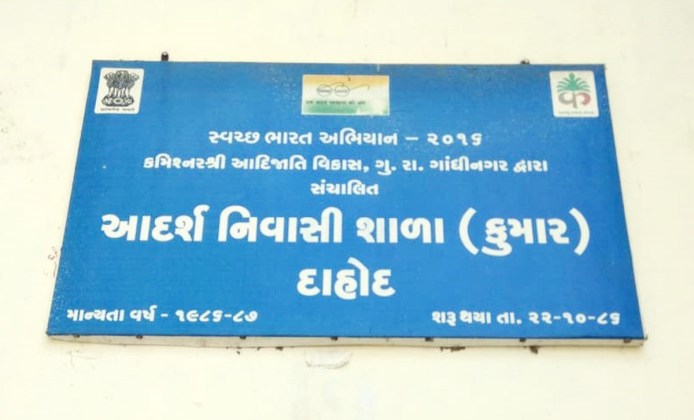 સ્વચ્છ ભારત અભિયાન – ૨૦૧૬
કમિશ્નરશ્રી આદિજાતિ વિકાસ, ગુ. રા. ગાંધીનગર દ્વારા
સંચાલિત
આદર્શ નિવાસી શાળા (કુમાર)
દાહોદ
માન્યતા વર્ષ - ૧૯૮૬-૮૭
શરૂ થયા તા. ૨૨-૧૦-૮૬